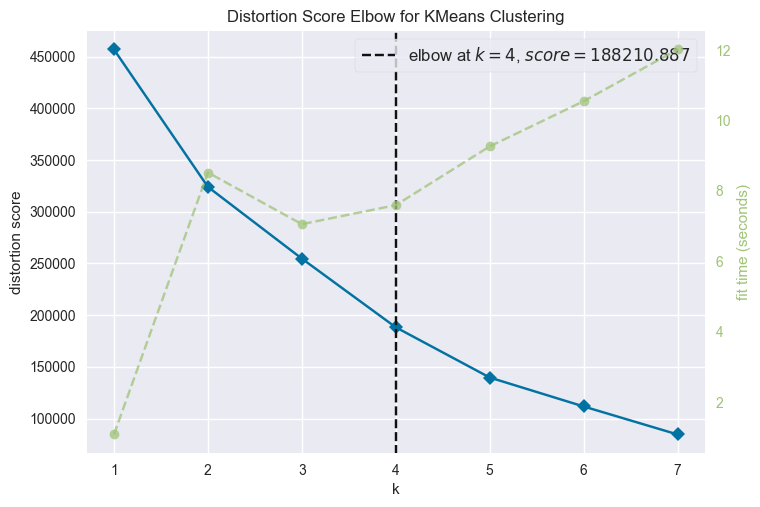 Distortion Score Elbow for KMeans Clustering
elbow at k = 4, score = 188210.887
450000
400000
350000
300000
250000
200000
150000
100000
distortion score
12
10
8
6
4
2
fit time (seconds)
1 2 3 4 5 6 7
k